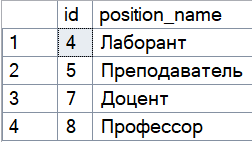 id position_name
1 4 Лаборант
2 5 Преподаватель
3 7 Доцент
4 8 Профессор